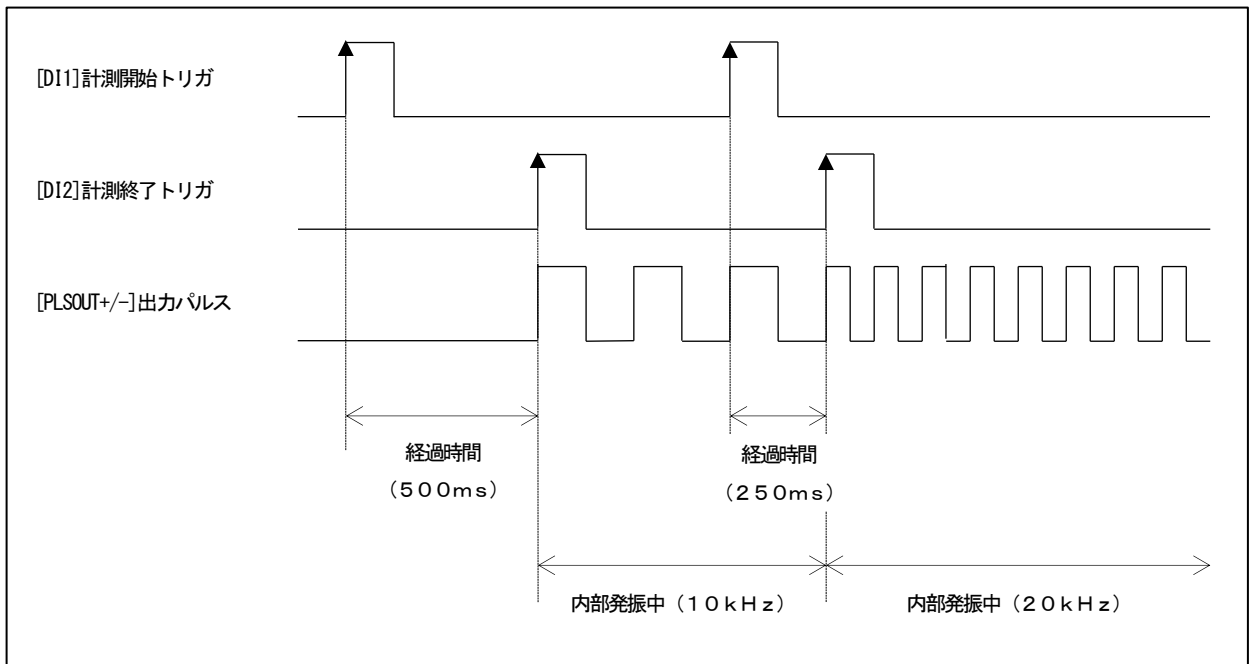 [DI1]計測開始トリガ
[DI2]計測終了トリガ
[PLSOUT+/-]出力パルス
経過時間
（５００ms）
経過時間
（２５０ms）
内部発振中（１０ｋＨｚ）
内部発振中（２０ｋＨｚ）